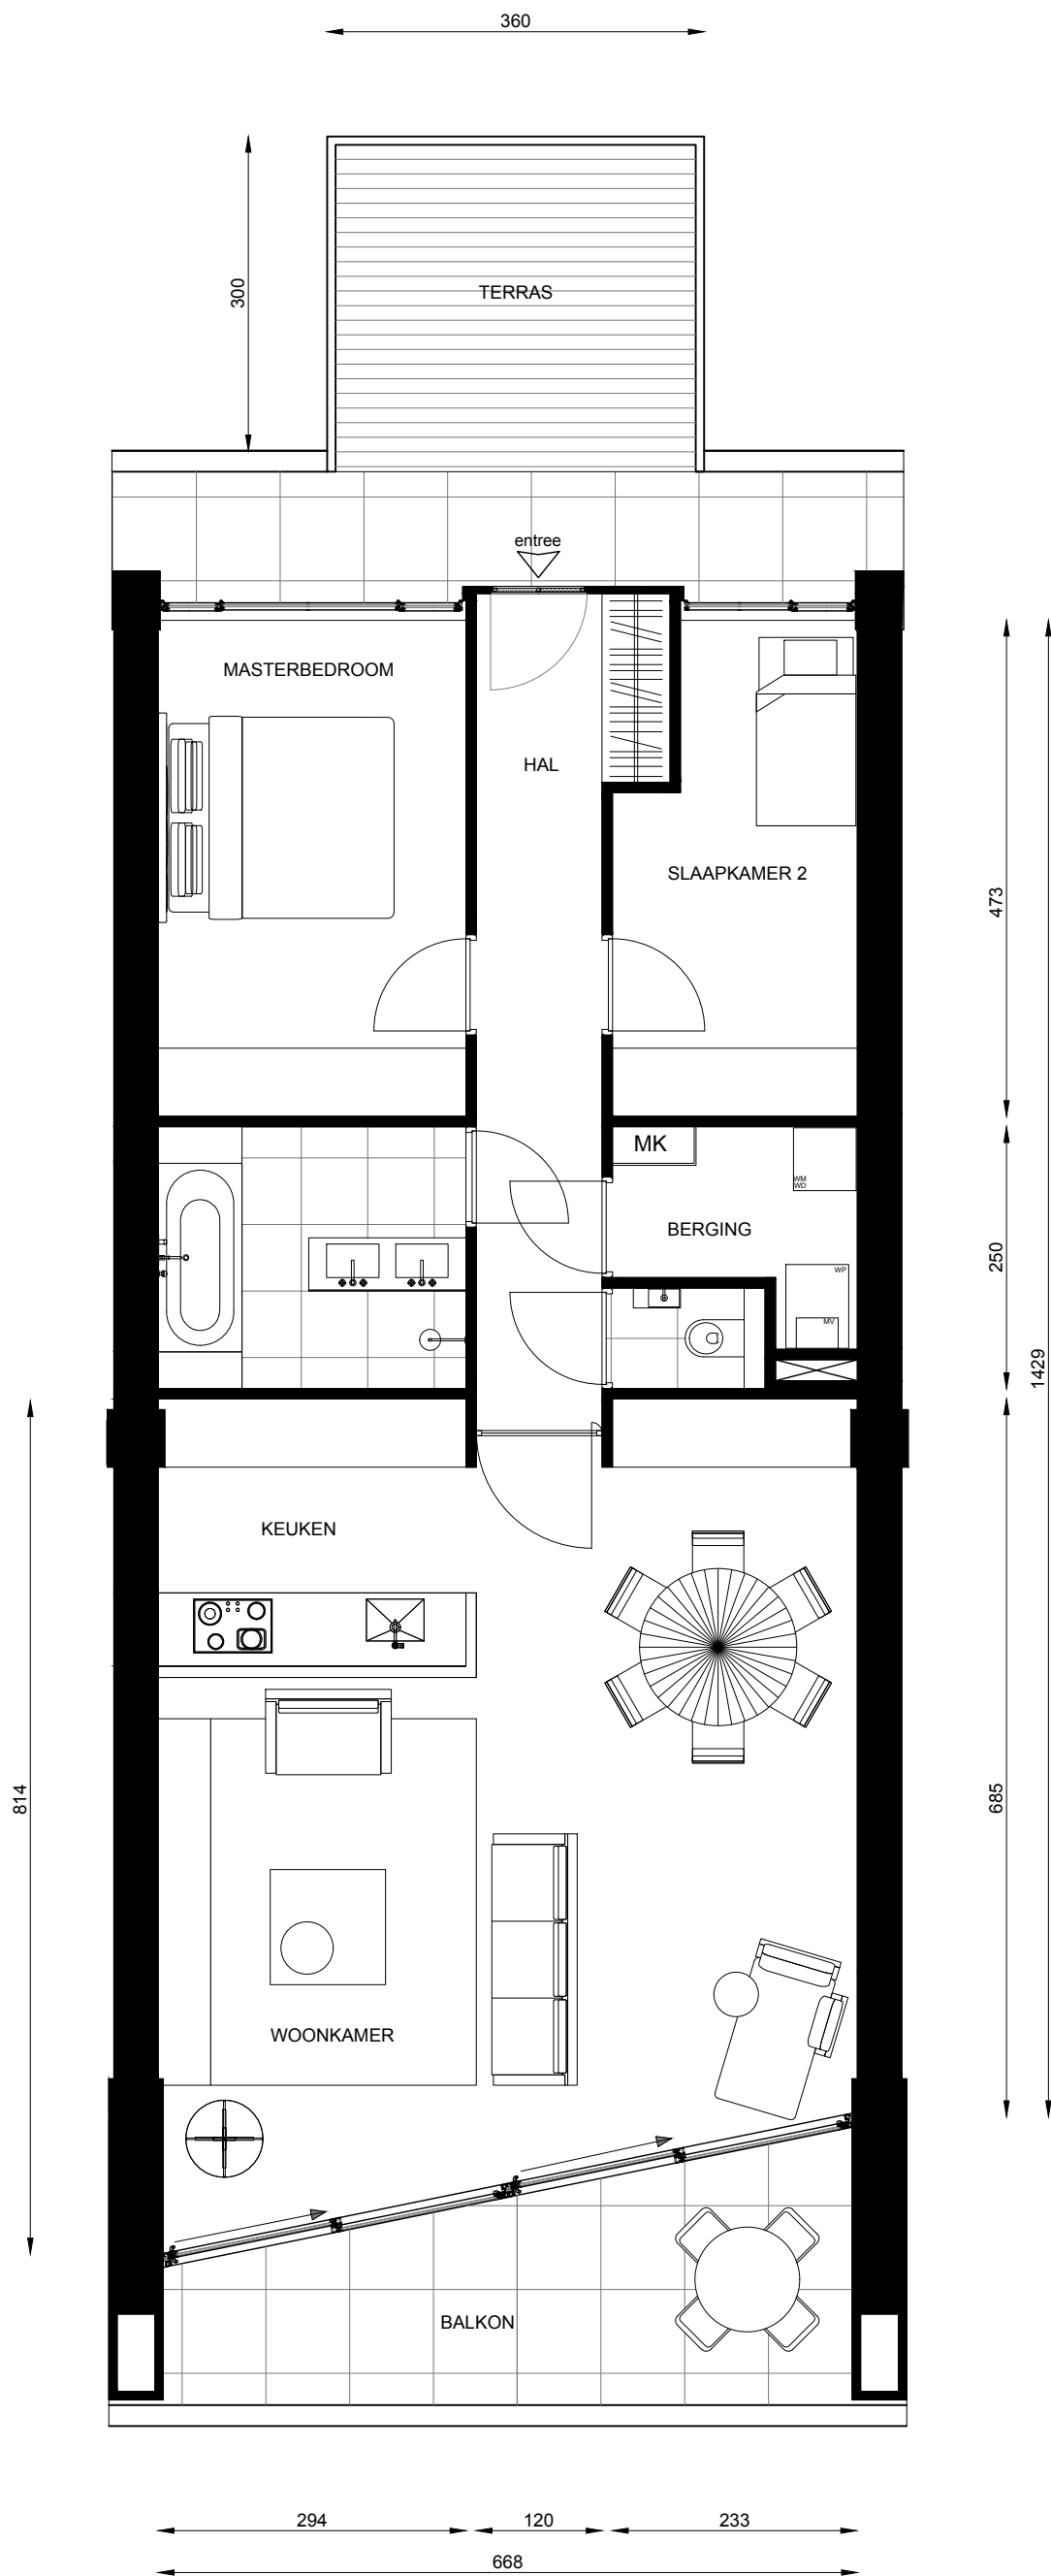 360
300
TERRAS
entree
MASTERBEDROOM
HAL
SLAAPKAMER 2
473
MK
WM
WD
BERGING
250
WP
MV
1429
KEUKEN
814
685
WOONKAMER
BALKON
294
120
233
668